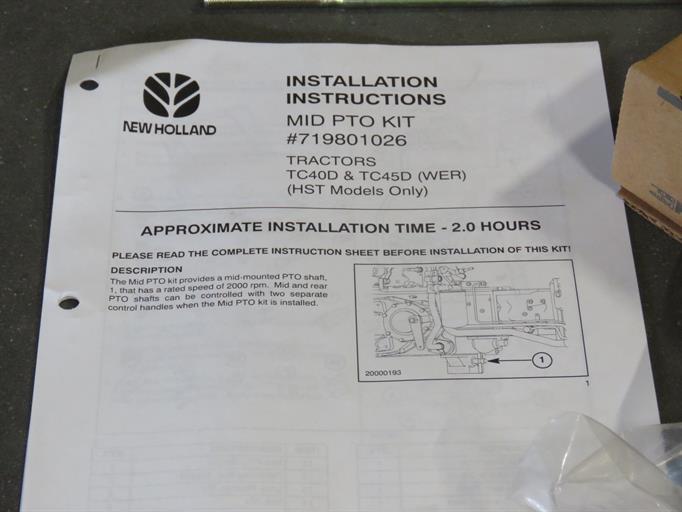 NEW HOLLAND
INSTALLATION
INSTRUCTIONS
MID PTO KIT
#719801026
TRACTORS
TC40D & TC45D (WER)
(HST Models Only)
APPROXIMATE INSTALLATION TIME - 2.0 HOURS
PLEASE READ THE COMPLETE INSTRUCTION SHEET BEFORE INSTALLATION OF THIS KIT!
DESCRIPTION
The Mid PTO kit provides a mid-mounted PTO shaft,
1, that has a rated speed of 2000 rpm. Mid and rear
PTO shafts can be controlled with two separate
control handles when the Mid PTO kit is installed.
1
20000193
1